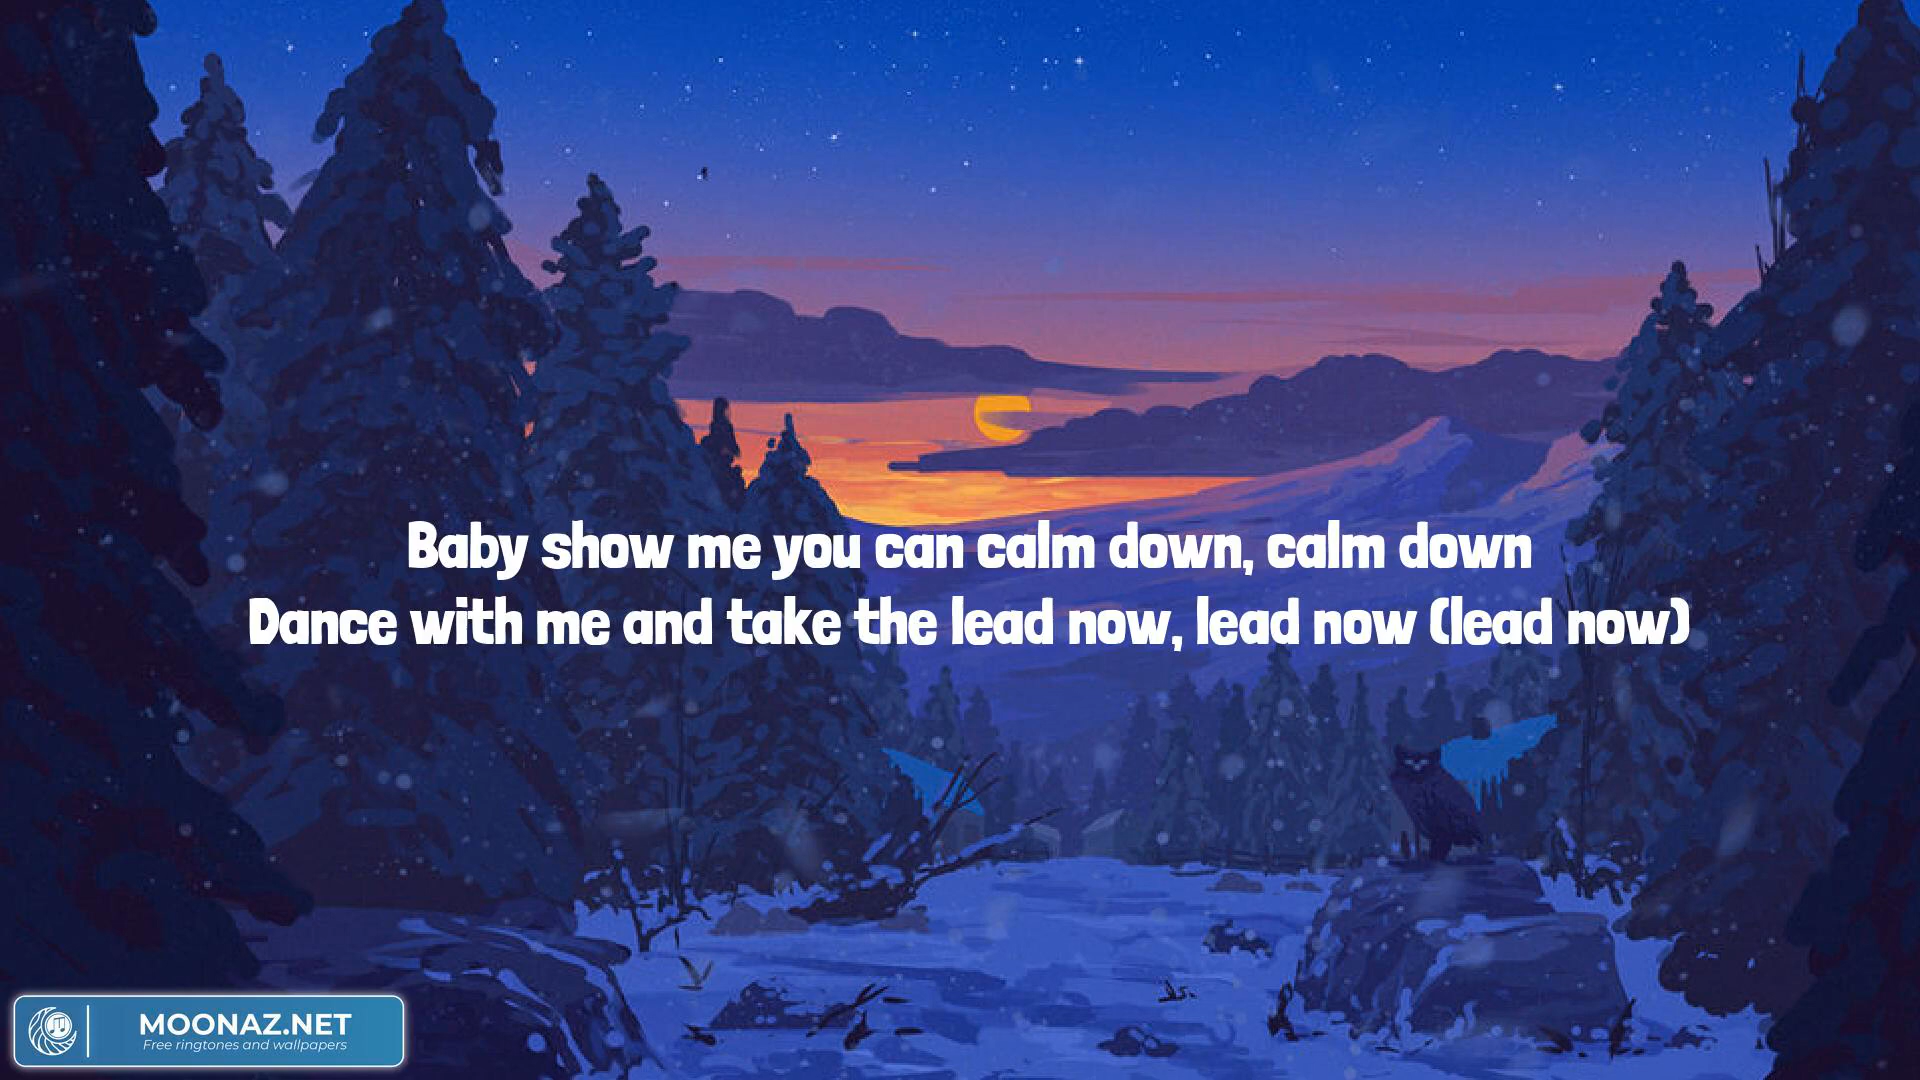 Baby show me you can calm down, calm down
Dance with me and take the lead now, lead now (lead now)
MOONAZ.NET
Free ringtones and wallpapers